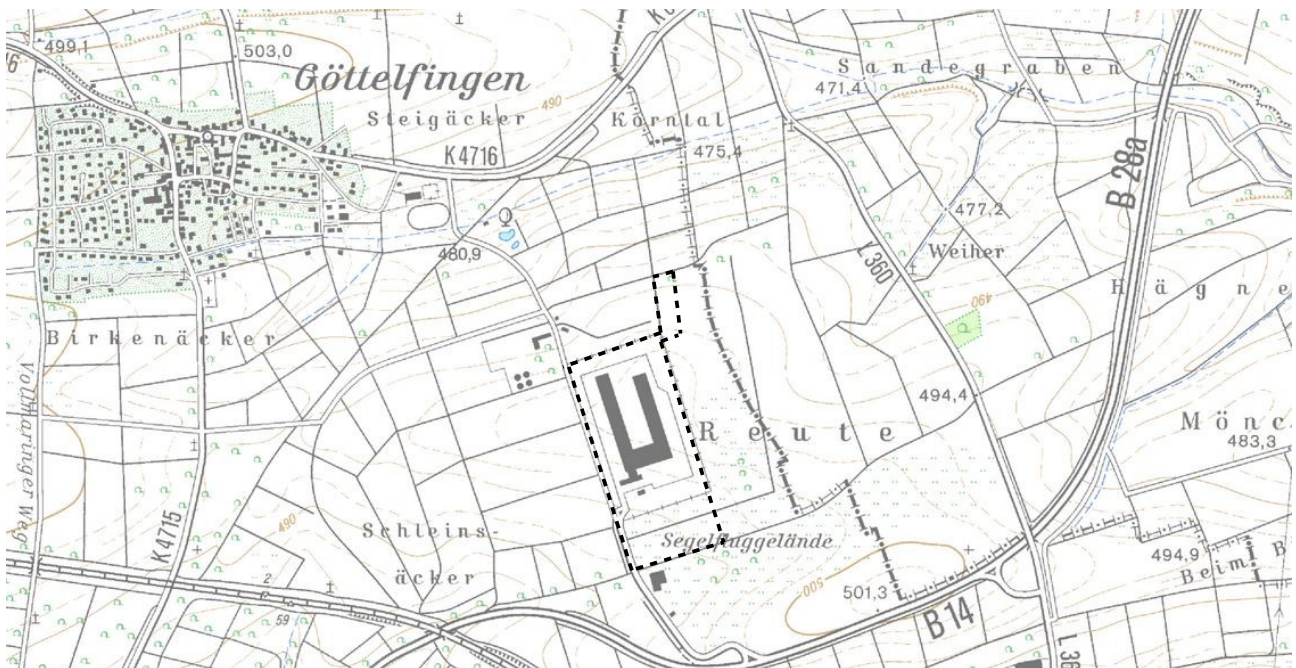 499,1
503,0
Göttelfingen
490
Steigäcker
Körntal
K4716
475,4
Sandegraben
471,4
B 28a
477,2
Weiher
L 360
480,9
490
Hägne
Birkenäcker
Vollmaringer Weg
494,4
Reute
Mönc
483,3
K4715
490
Schleins-
äcker
Segelfluggelände
500
501,3
494,9
Beim B
B 14
2
59
L 36